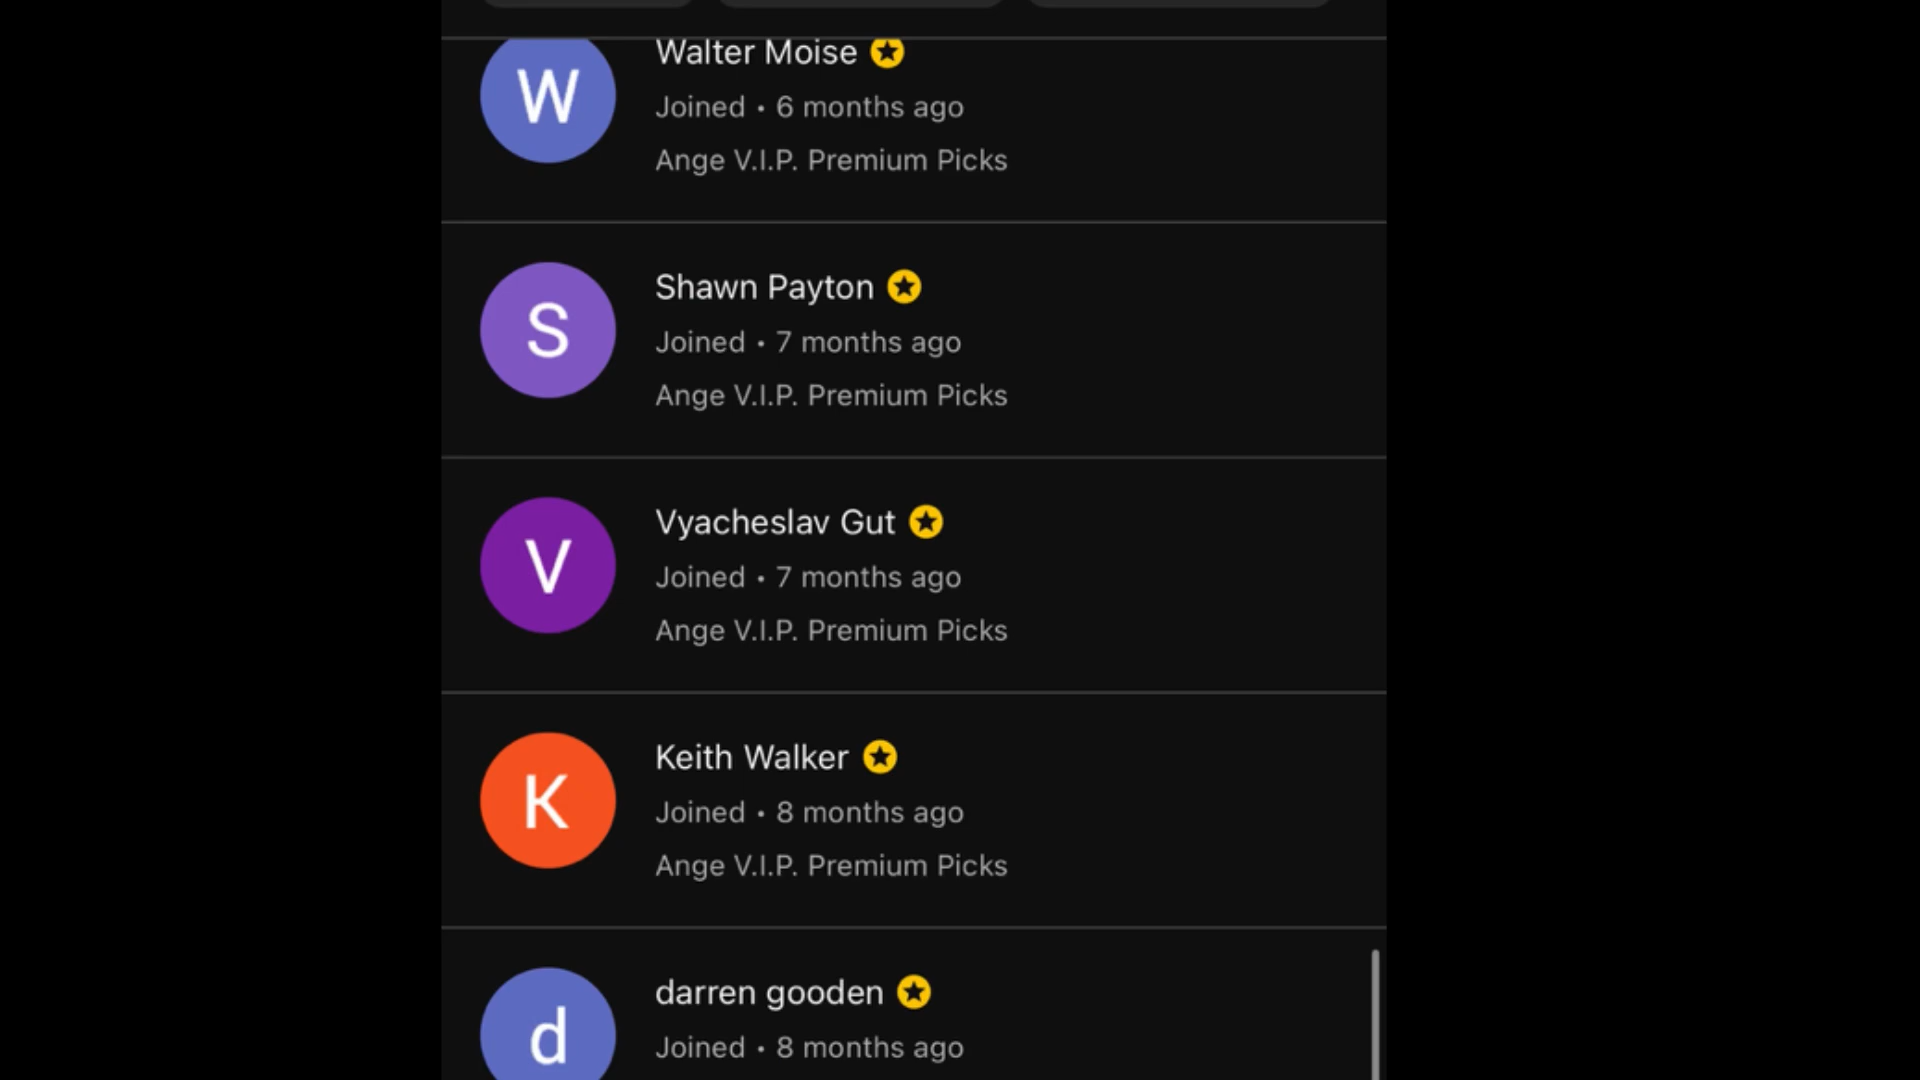 W
Walter Moise
Joined • 6 months ago
Ange V.I.P. Premium Picks
S
Shawn Payton
Joined • 7 months ago
Ange V.I.P. Premium Picks
V
Vyacheslav Gut
Joined • 7 months ago
Ange V.I.P. Premium Picks
K
Keith Walker
Joined • 8 months ago
Ange V.I.P. Premium Picks
d
darren gooden
Joined • 8 months ago